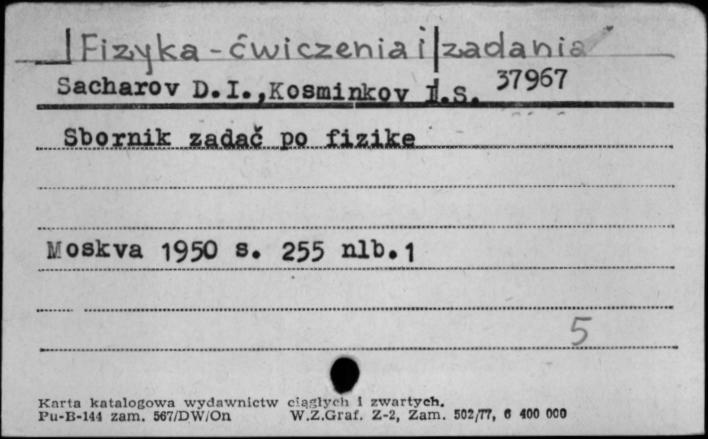 Fizyka - ćwiczenia i zadania
Sacharov D.I., Kosminkov I.S. 37967
Sbornik zadač po fizike
Moskva 1950 s. 255 nlb. 1
5
Karta katalogowa wydawnictw ciągłych i zwartych.
Pu-B-144 zam. 567/DW/On W.Z.Graf. Z-2, Zam. 502/77, 6 400 000